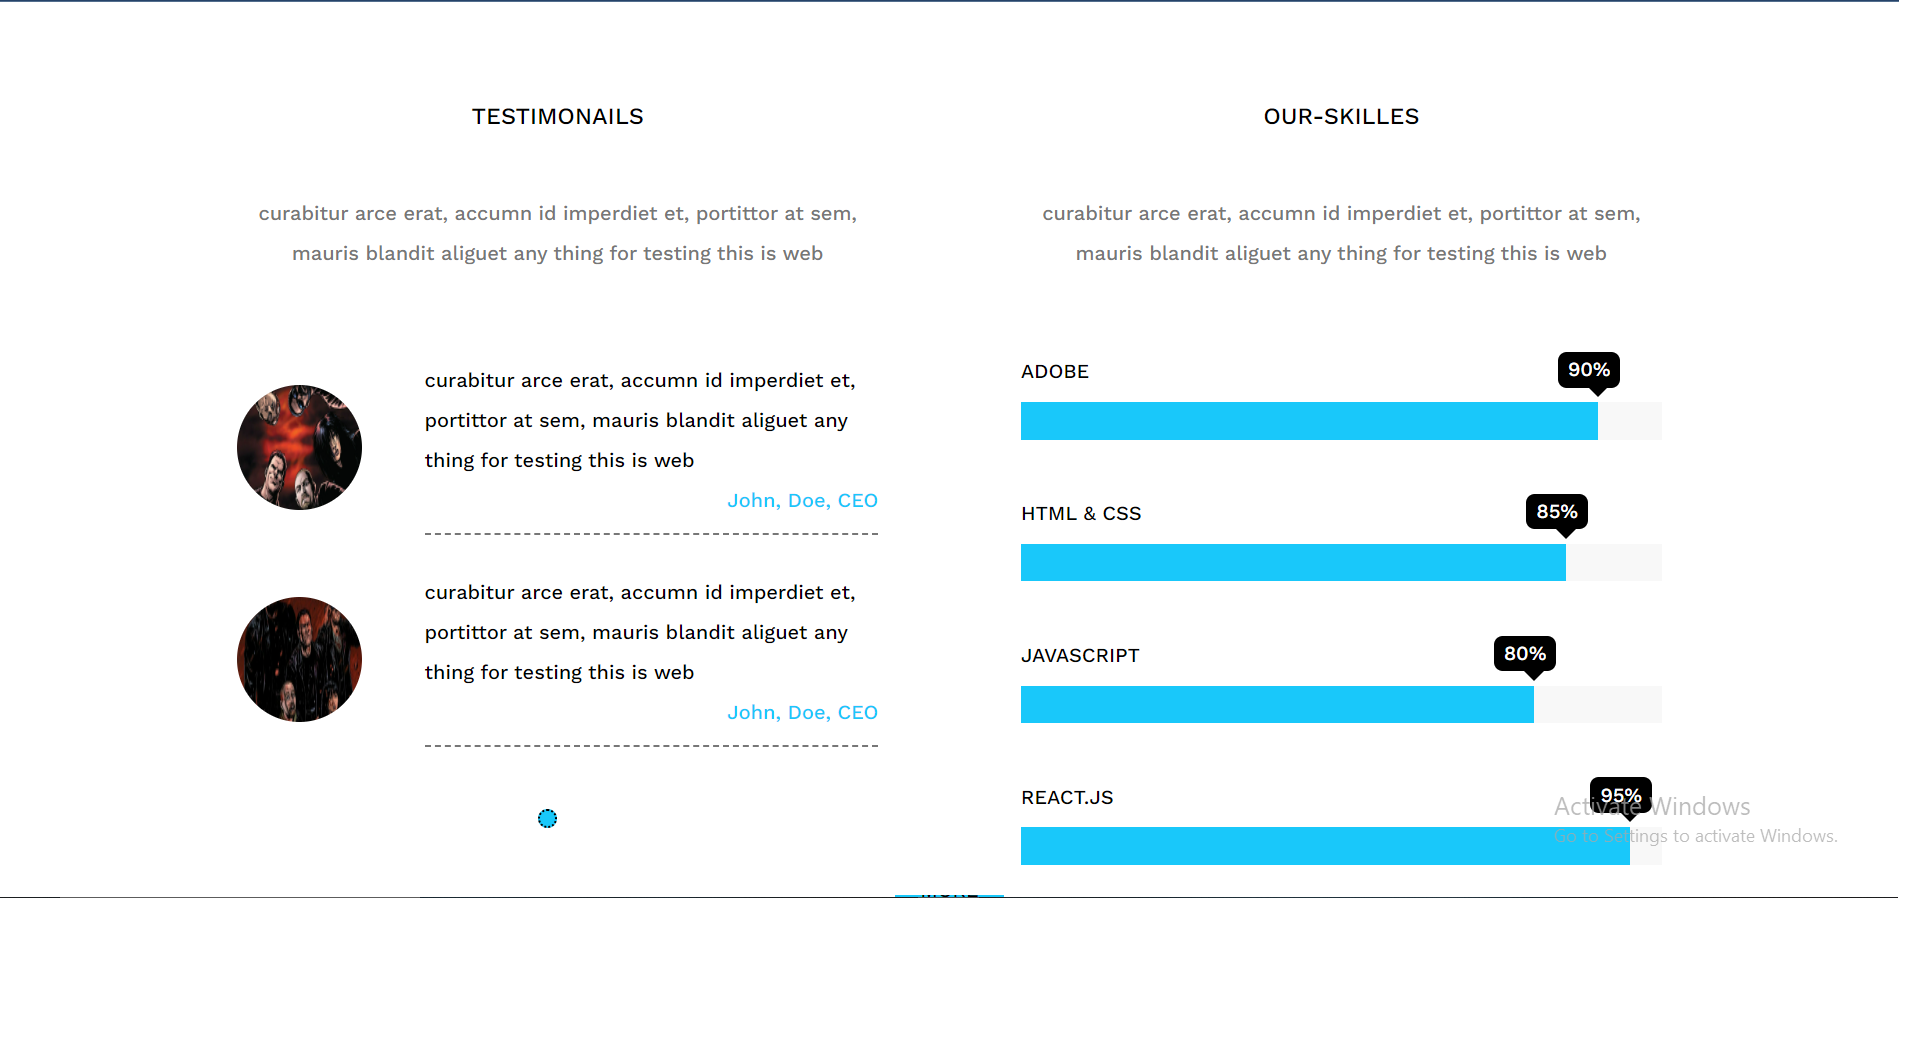 TESTIMONAILS
curabitur arce erat, accumn id imperdiet et, portittor at sem,
mauris blandit aliguet any thing for testing this is web
curabitur arce erat, accumn id imperdiet et,
portittor at sem, mauris blandit aliguet any
thing for testing this is web
John, Doe, CEO
curabitur arce erat, accumn id imperdiet et,
portittor at sem, mauris blandit aliguet any
thing for testing this is web
John, Doe, CEO
OUR-SKILLES
curabitur arce erat, accumn id imperdiet et, portittor at sem,
mauris blandit aliguet any thing for testing this is web
ADOBE
90%
HTML & CSS
85%
JAVASCRIPT
80%
REACT.JS
95%
Activate Windows
Go to Settings to activate Windows.